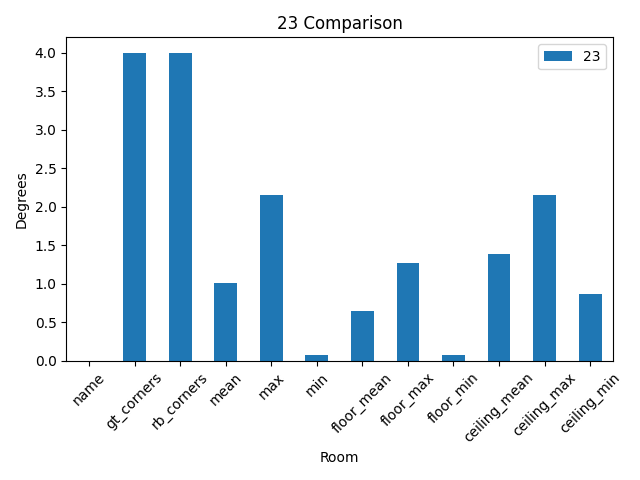 23 Comparison
23
Degrees
4.0
3.5
3.0
2.5
2.0
1.5
1.0
0.5
0.0
name
gt_corners
rb_corners
mean
max
min
floor_mean
floor_max
floor_min
ceiling_mean
ceiling_max
ceiling_min
Room